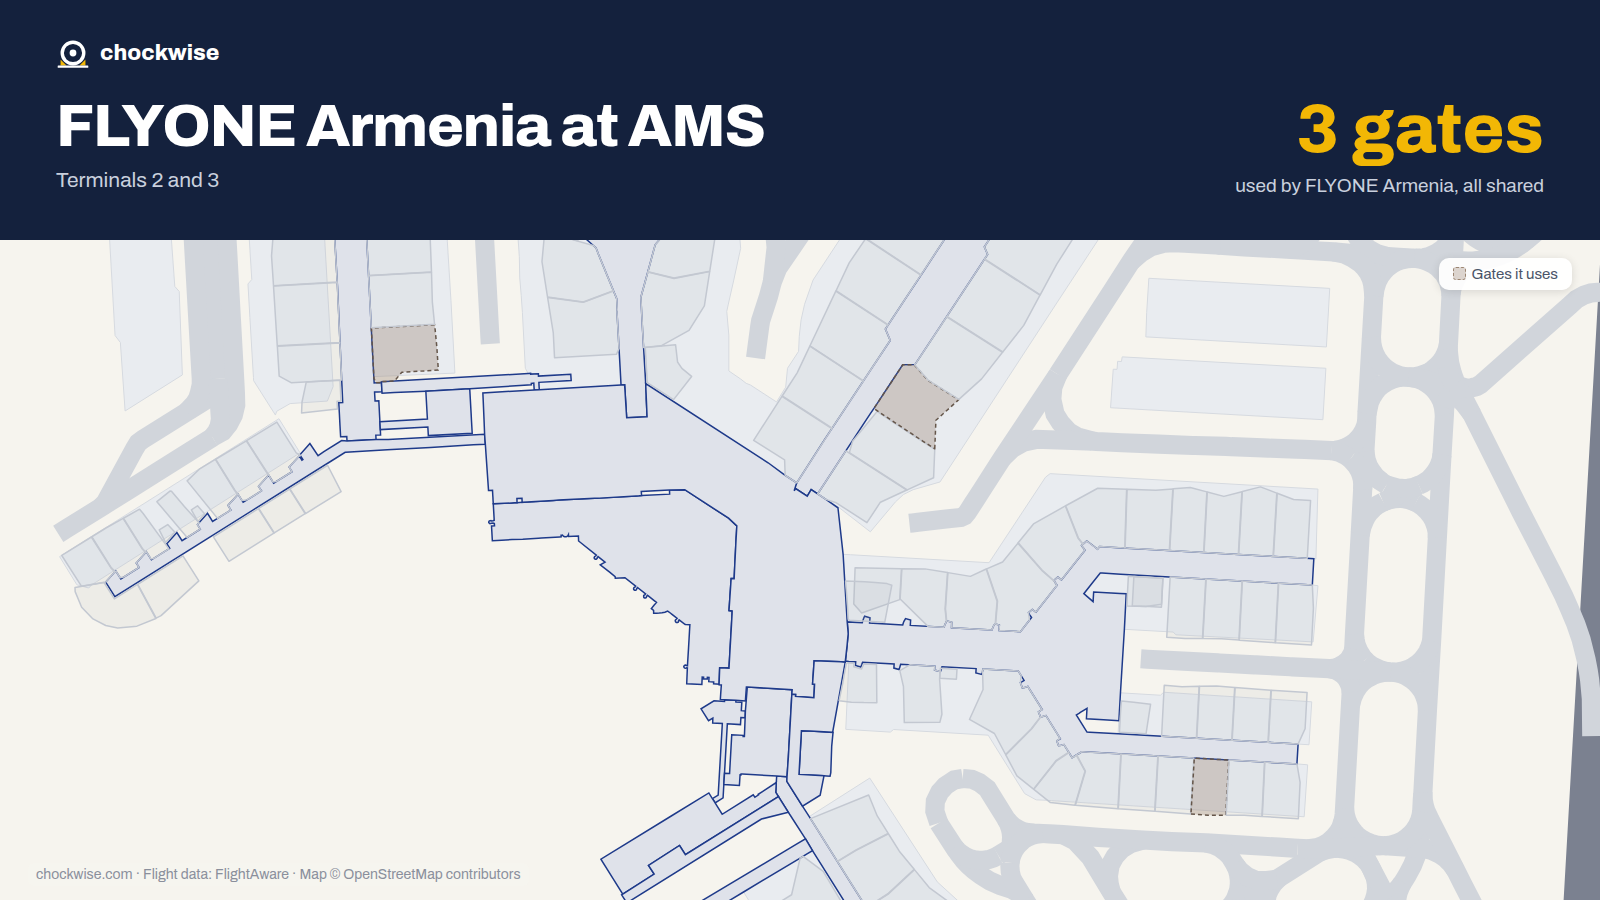 chockwise
FLYONE Armenia at AMS
Terminals 2 and 3
3 gates
used by FLYONE Armenia, all shared
Gates it uses
chockwise.com · Flight data: FlightAware · Map © OpenStreetMap contributors